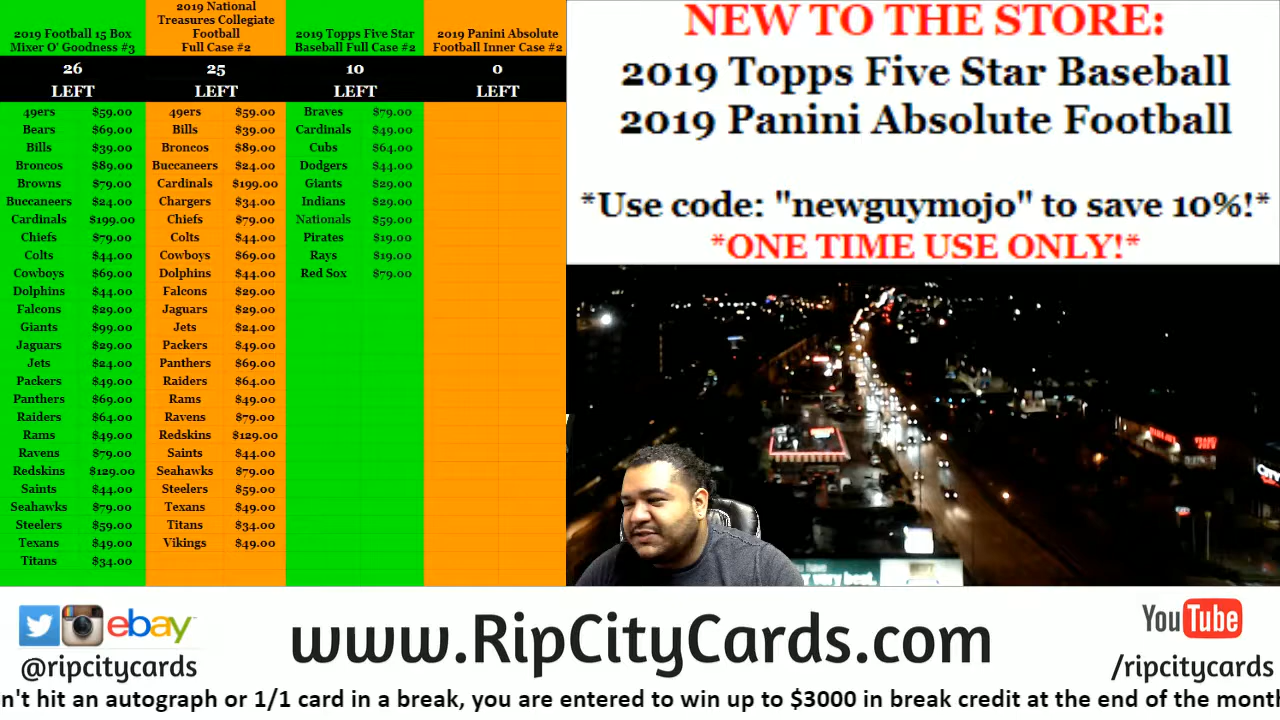 2019 Football 15 Box
Mixer O' Goodness #3
26
LEFT
49ers $59.00
Bears $69.00
Bills $39.00
Broncos $89.00
Browns $79.00
Buccaneers $24.00
Cardinals $199.00
Chiefs $79.00
Colts $44.00
Cowboys $69.00
Dolphins $44.00
Falcons $29.00
Giants $99.00
Jaguars $29.00
Jets $24.00
Packers $49.00
Panthers $69.00
Raiders $64.00
Rams $49.00
Ravens $79.00
Redskins $129.00
Saints $44.00
Seahawks $79.00
Steelers $59.00
Texans $49.00
Titans $34.00
2019 National
Treasures Collegiate
Football
Full Case #2
25
LEFT
49ers $59.00
Bills $39.00
Broncos $89.00
Buccaneers $24.00
Cardinals $199.00
Chargers $34.00
Chiefs $79.00
Colts $44.00
Cowboys $69.00
Dolphins $44.00
Falcons $29.00
Jaguars $29.00
Jets $24.00
Packers $49.00
Panthers $69.00
Raiders $64.00
Rams $49.00
Ravens $79.00
Redskins $129.00
Saints $44.00
Seahawks $79.00
Steelers $59.00
Texans $49.00
Titans $34.00
Vikings $49.00
2019 Topps Five Star
Baseball Full Case #2
10
LEFT
Braves $79.00
Cardinals $49.00
Cubs $64.00
Dodgers $44.00
Giants $29.00
Indians $29.00
Nationals $59.00
Pirates $19.00
Rays $19.00
Red Sox $79.00
2019 Panini Absolute
Football Inner Case #2
0
LEFT
NEW TO THE STORE:
2019 Topps Five Star Baseball
2019 Panini Absolute Football
*Use code: "newguymojo" to save 10%!*
*ONE TIME USE ONLY!*
very best.
ebay
@ripcitycards
www.RipCityCards.com
YouTube
/ripcitycards
n't hit an autograph or 1/1 card in a break, you are entered to win up to $3000 in break credit at the end of the month